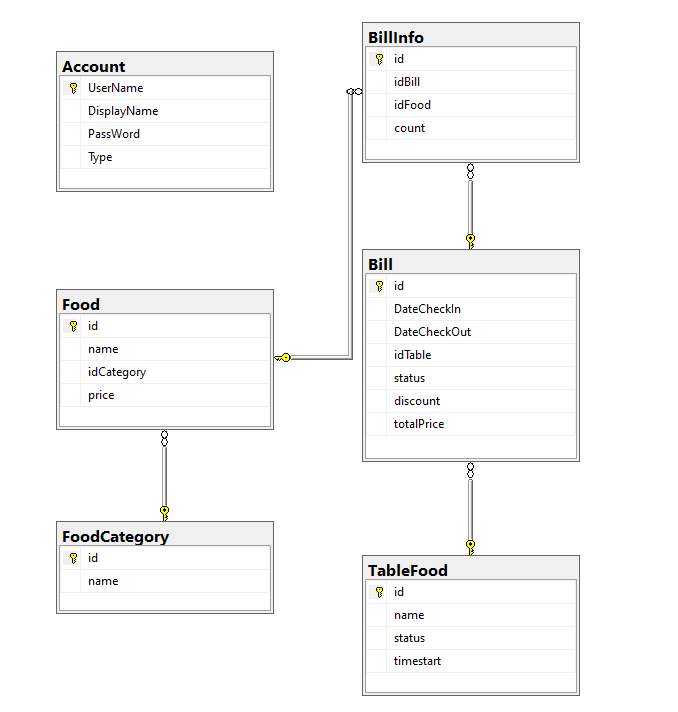 Account
UserName
DisplayName
PassWord
Type
BillInfo
id
idBill
idFood
count
Food
id
name
idCategory
price
Bill
id
DateCheckIn
DateCheckOut
idTable
status
discount
totalPrice
FoodCategory
id
name
TableFood
id
name
status
timestart